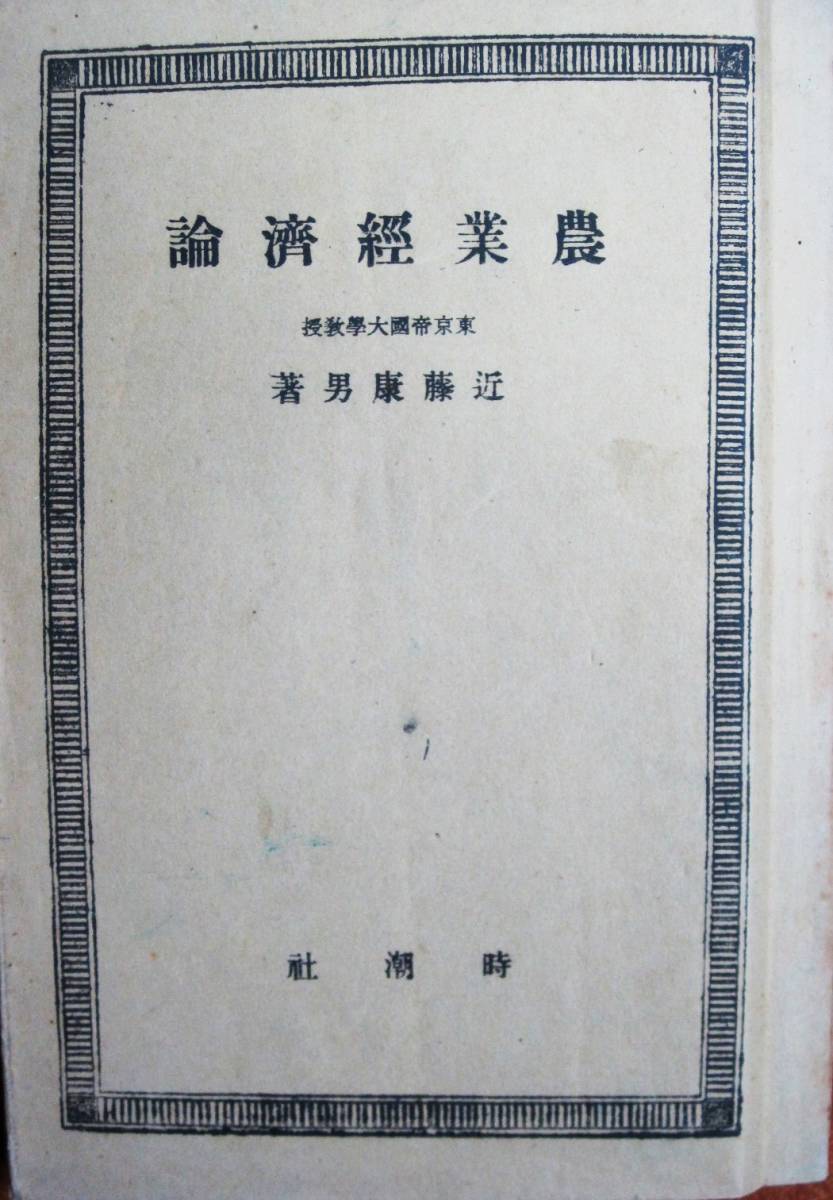 農業經濟論
東京帝國大學敎授
近藤康男著
時潮社